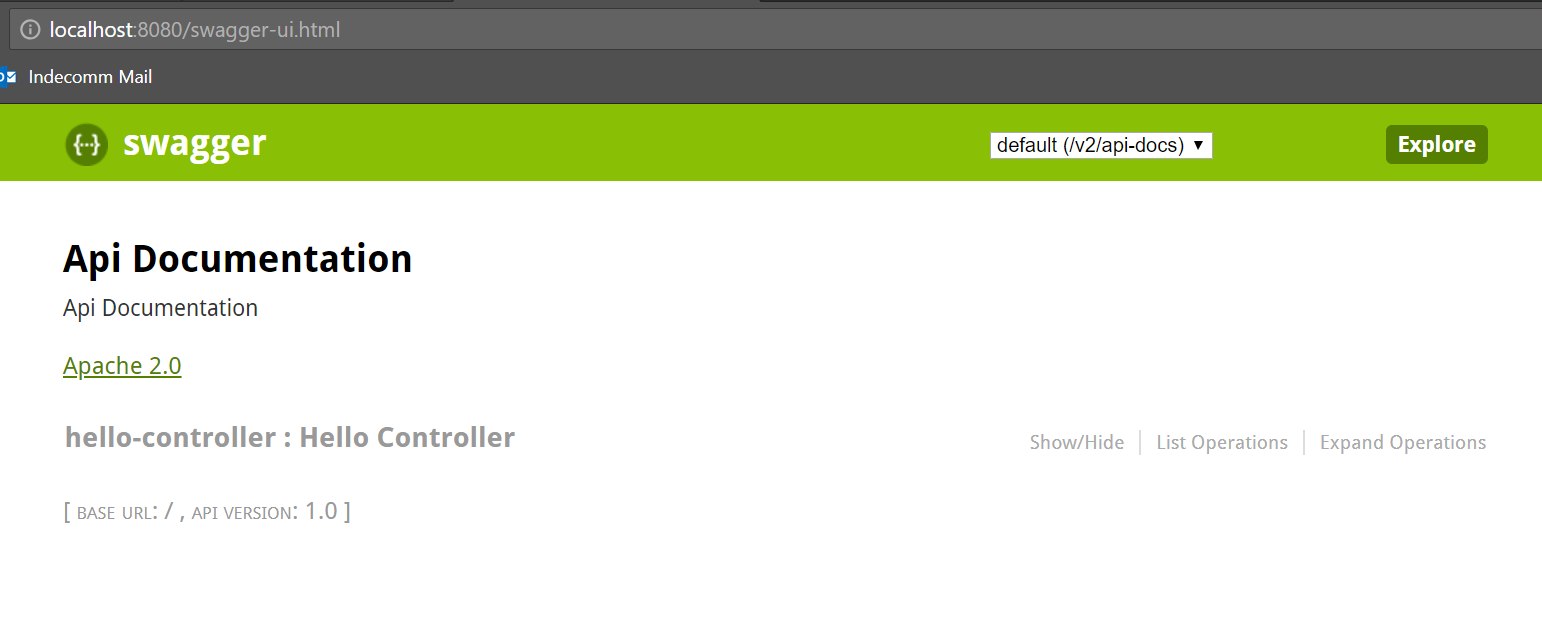 localhost:8080/swagger-ui.html
Indecomm Mail
{···} swagger default (/v2/api-docs) ▼ Explore
Api Documentation
Api Documentation
Apache 2.0
hello-controller : Hello Controller Show/Hide List Operations Expand Operations
[ BASE URL: / , API VERSION: 1.0 ]